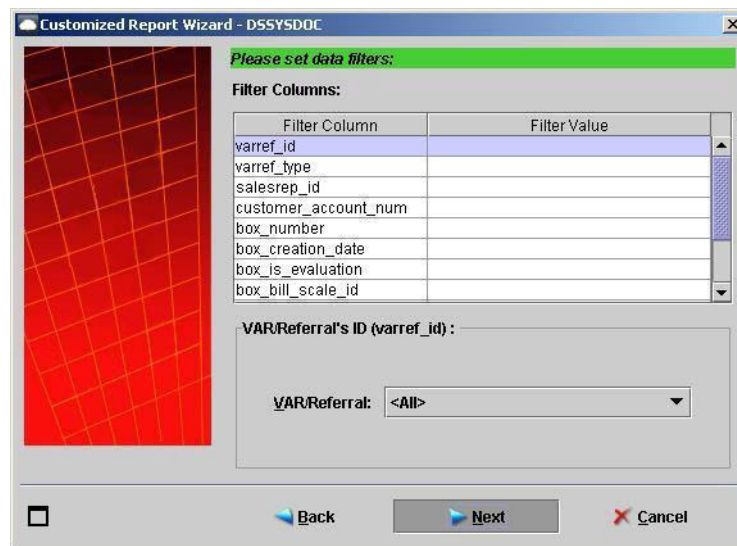 Customized Report Wizard - DSSYSDOC
Please set data filters:
Filter Columns:
Filter Column Filter Value
varref_id
varref_type
salesrep_id
customer_account_num
box_number
box_creation_date
box_is_evaluation
box_bill_scale_id
VAR/Referral's ID (varref_id) :
VAR/Referral: <All>
Back Next Cancel